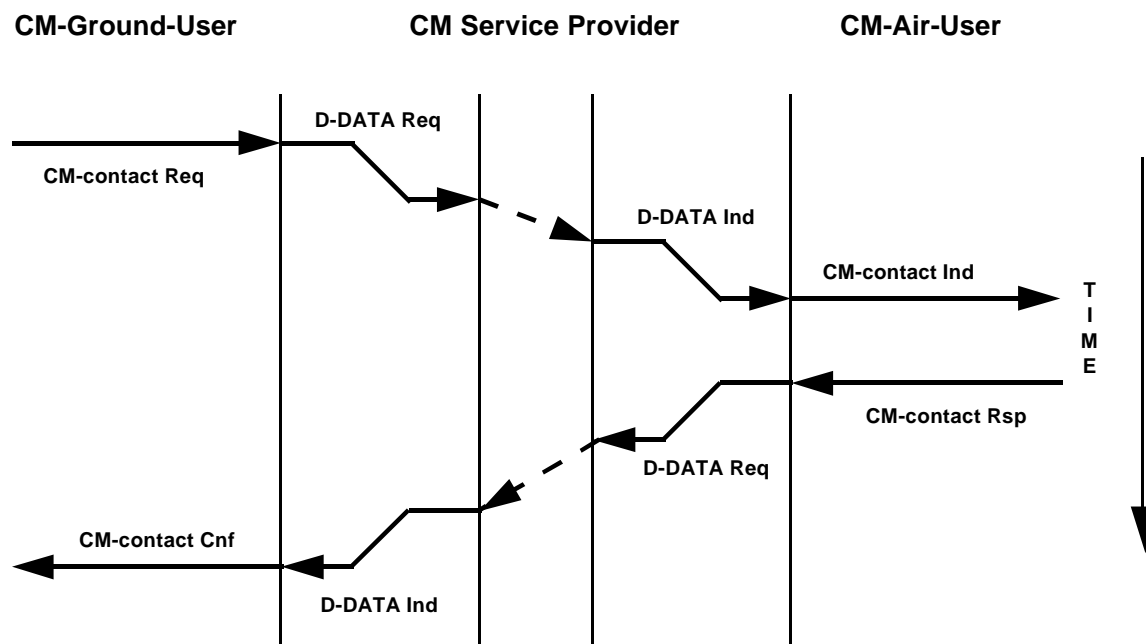 CM-Ground-User
CM Service Provider
CM-Air-User
D-DATA Req
CM-contact Req
D-DATA Ind
CM-contact Ind
T
I
M
E
CM-contact Rsp
D-DATA Req
CM-contact Cnf
D-DATA Ind